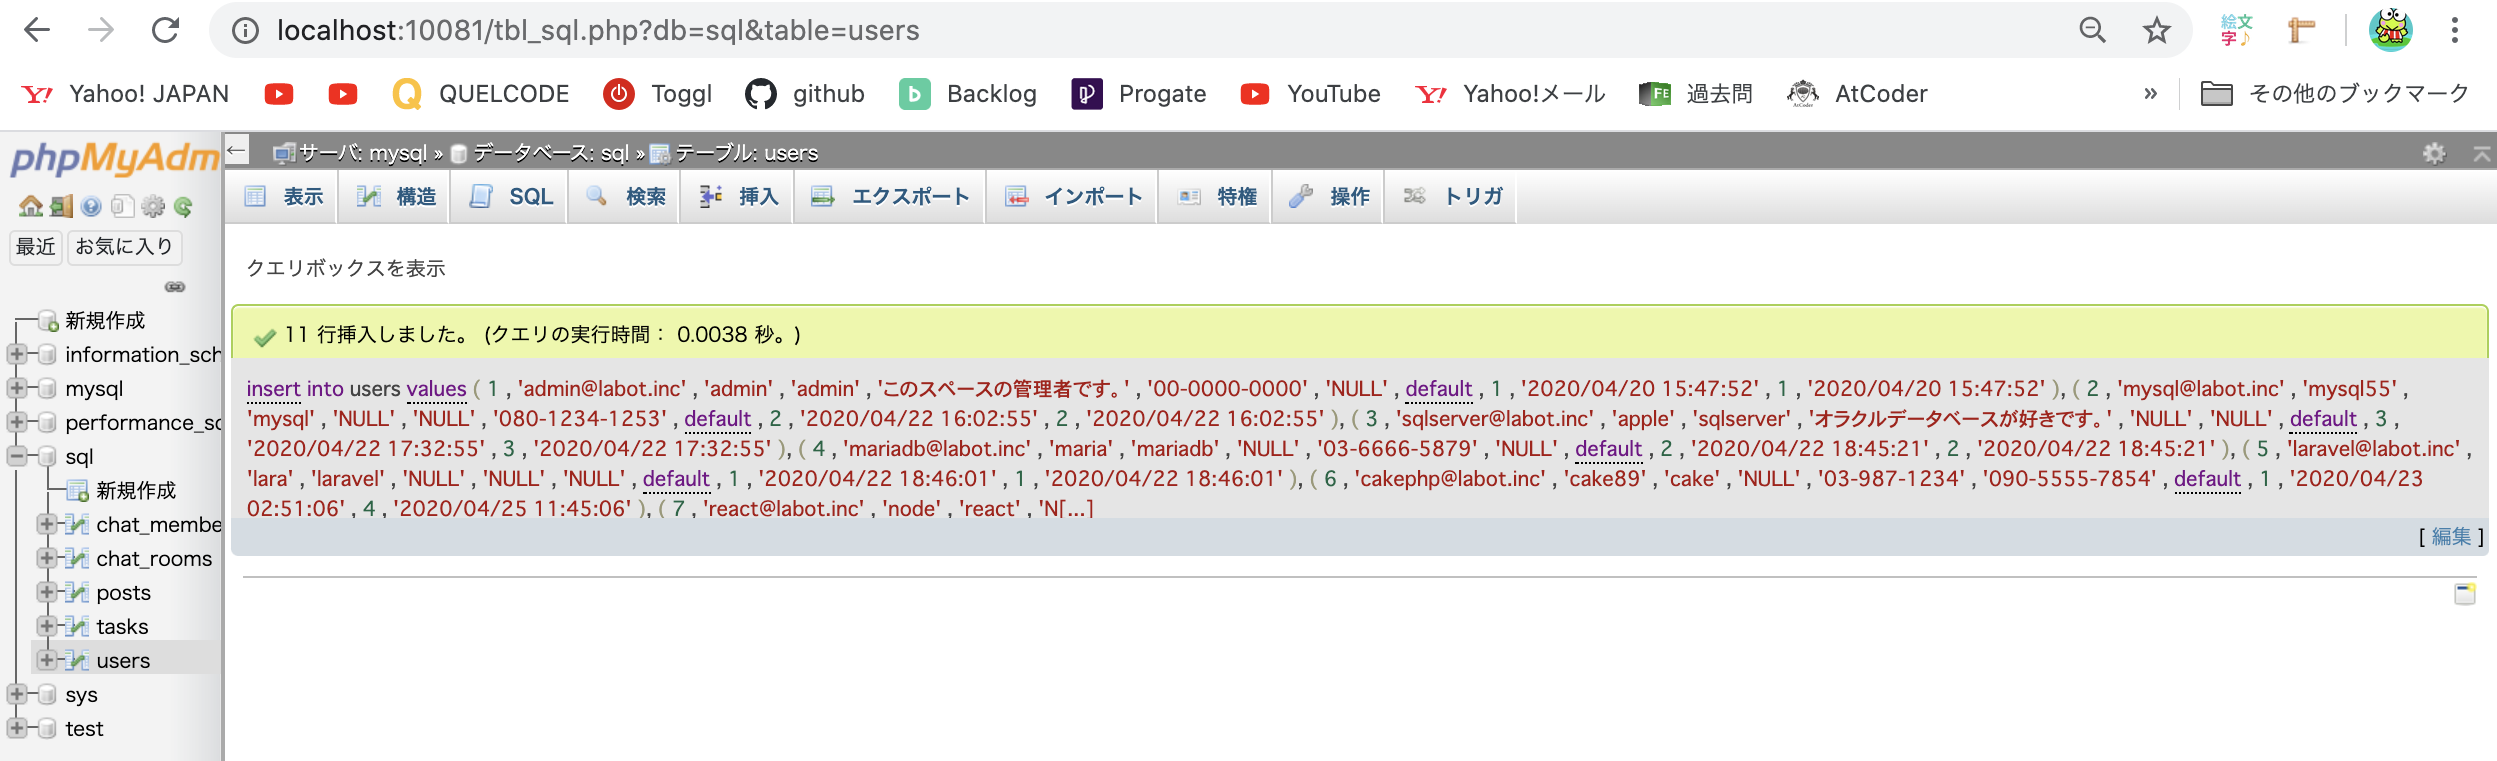 localhost:10081/tbl_sql.php?db=sql&table=users
絵文字♪
Yahoo! JAPAN QUELCODE Toggl github Backlog Progate YouTube Yahoo!メール 過去問 AtCoder » その他のブックマーク
phpMyAdm
← サーバ: mysql » データベース: sql » テーブル: users
表示 構造 SQL 検索 挿入 エクスポート インポート 特権 操作 トリガ
最近 お気に入り
新規作成
information_sch
mysql
performance_sc
sql
新規作成
chat_membe
chat_rooms
posts
tasks
users
sys
test
クエリボックスを表示
11 行挿入しました。 (クエリの実行時間： 0.0038 秒。)
insert into users values ( 1 , 'admin@labot.inc' , 'admin' , 'admin' , 'このスペースの管理者です。' , '00-0000-0000' , 'NULL' , default , 1 , '2020/04/20 15:47:52' , 1 , '2020/04/20 15:47:52' ), ( 2 , 'mysql@labot.inc' , 'mysql55' ,
'mysql' , 'NULL' , 'NULL' , '080-1234-1253' , default , 2 , '2020/04/22 16:02:55' , 2 , '2020/04/22 16:02:55' ), ( 3 , 'sqlserver@labot.inc' , 'apple' , 'sqlserver' , 'オラクルデータベースが好きです。' , 'NULL' , 'NULL' , default , 3 ,
'2020/04/22 17:32:55' , 3 , '2020/04/22 17:32:55' ), ( 4 , 'mariadb@labot.inc' , 'maria' , 'mariadb' , 'NULL' , '03-6666-5879' , 'NULL' , default , 2 , '2020/04/22 18:45:21' , 2 , '2020/04/22 18:45:21' ), ( 5 , 'laravel@labot.inc' ,
'lara' , 'laravel' , 'NULL' , 'NULL' , 'NULL' , default , 1 , '2020/04/22 18:46:01' , 1 , '2020/04/22 18:46:01' ), ( 6 , 'cakephp@labot.inc' , 'cake89' , 'cake' , 'NULL' , '03-987-1234' , '090-5555-7854' , default , 1 , '2020/04/23
02:51:06' , 4 , '2020/04/25 11:45:06' ), ( 7 , 'react@labot.inc' , 'node' , 'react' , 'N[...]
[ 編集 ]